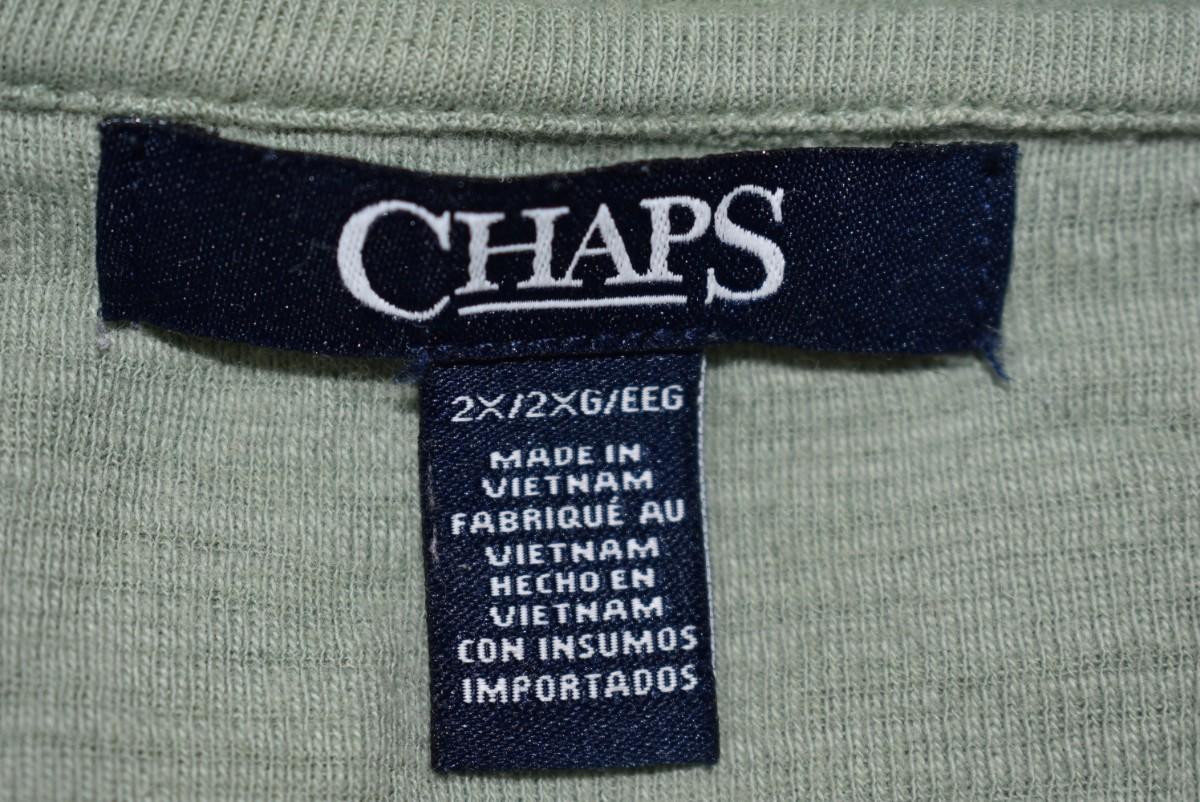 CHAPS
2X/2XG/EEG
MADE IN
VIETNAM
FABRIQUÉ AU
VIETNAM
HECHO EN
VIETNAM
CON INSUMOS
IMPORTADOS